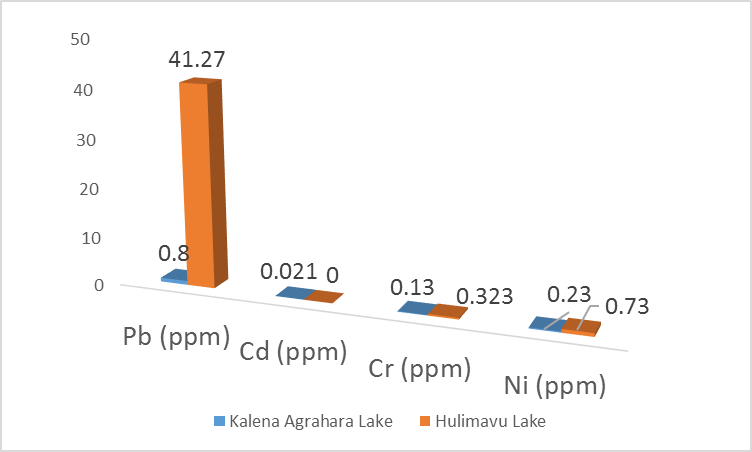 50
40
30
20
10
0
41.27
0.8
0.021 0
0.13 0.323
0.23 0.73
Pb (ppm)
Cd (ppm)
Cr (ppm)
Ni (ppm)
Kalena Agrahara Lake Hulimavu Lake